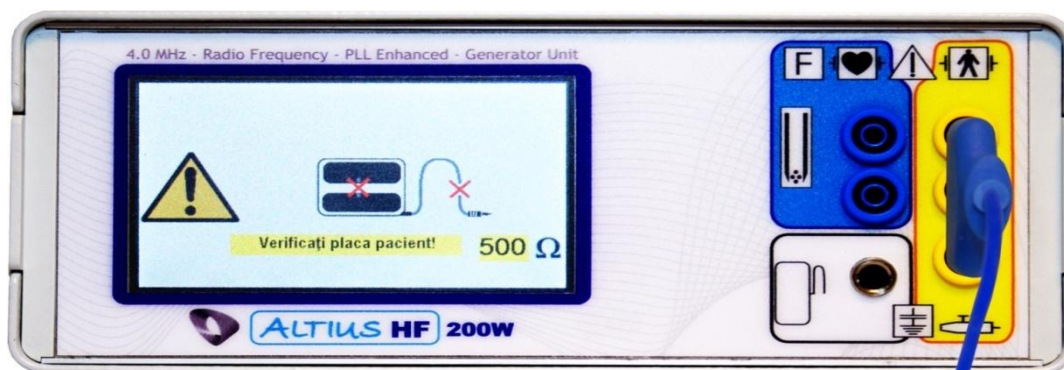 4.0 MHz - Radio Frequency - PLL Enhanced - Generator Unit
F
Verificați placa pacient!
500 Ω
ALTIUS HF 200W